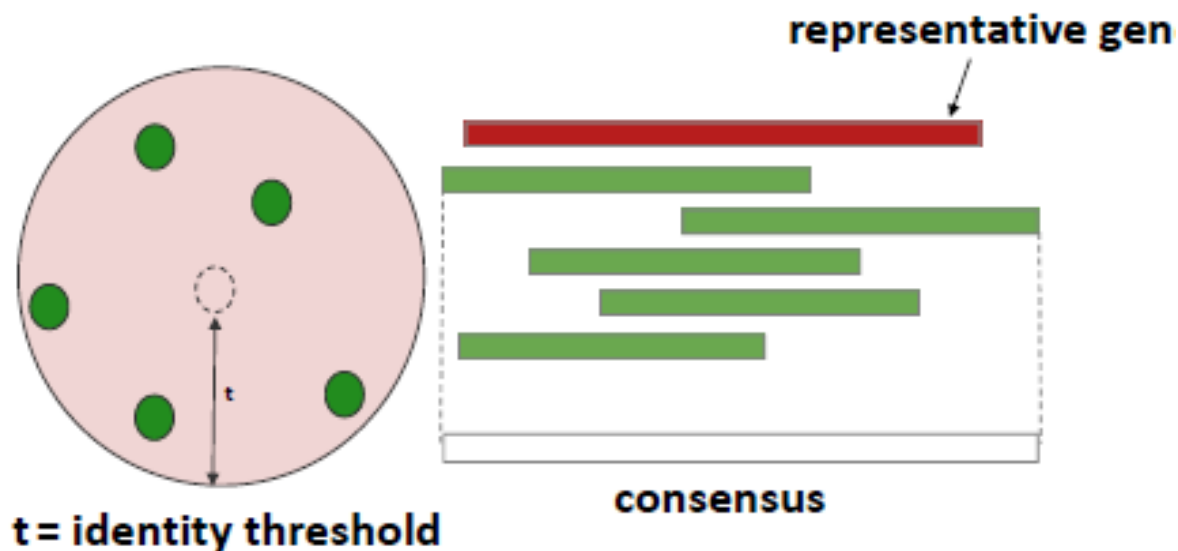 representative gen
t
t = identity threshold
consensus